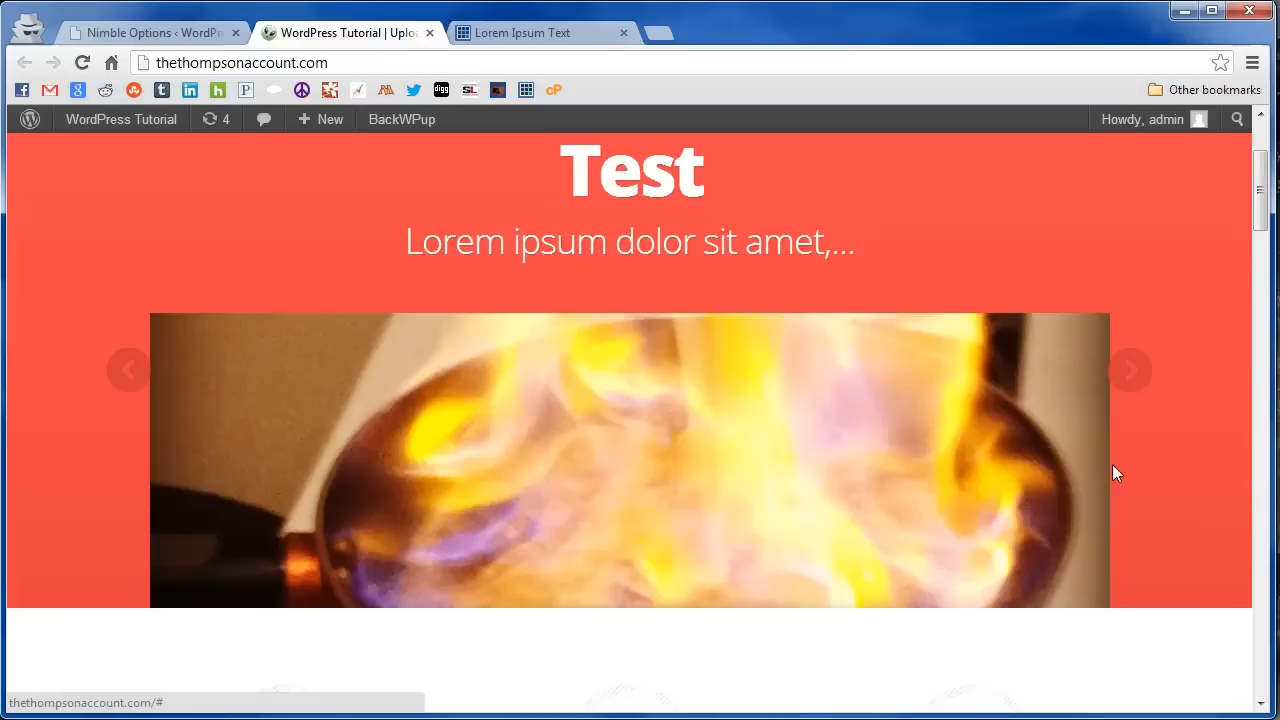 Nimble Options ‹ WordPr
WordPress Tutorial | Uploa
Lorem Ipsum Text
thethompsonaccount.com
Other bookmarks
WordPress Tutorial
4
New
BackWPup
Howdy, admin
Test
Lorem ipsum dolor sit amet,...
thethompsonaccount.com/#